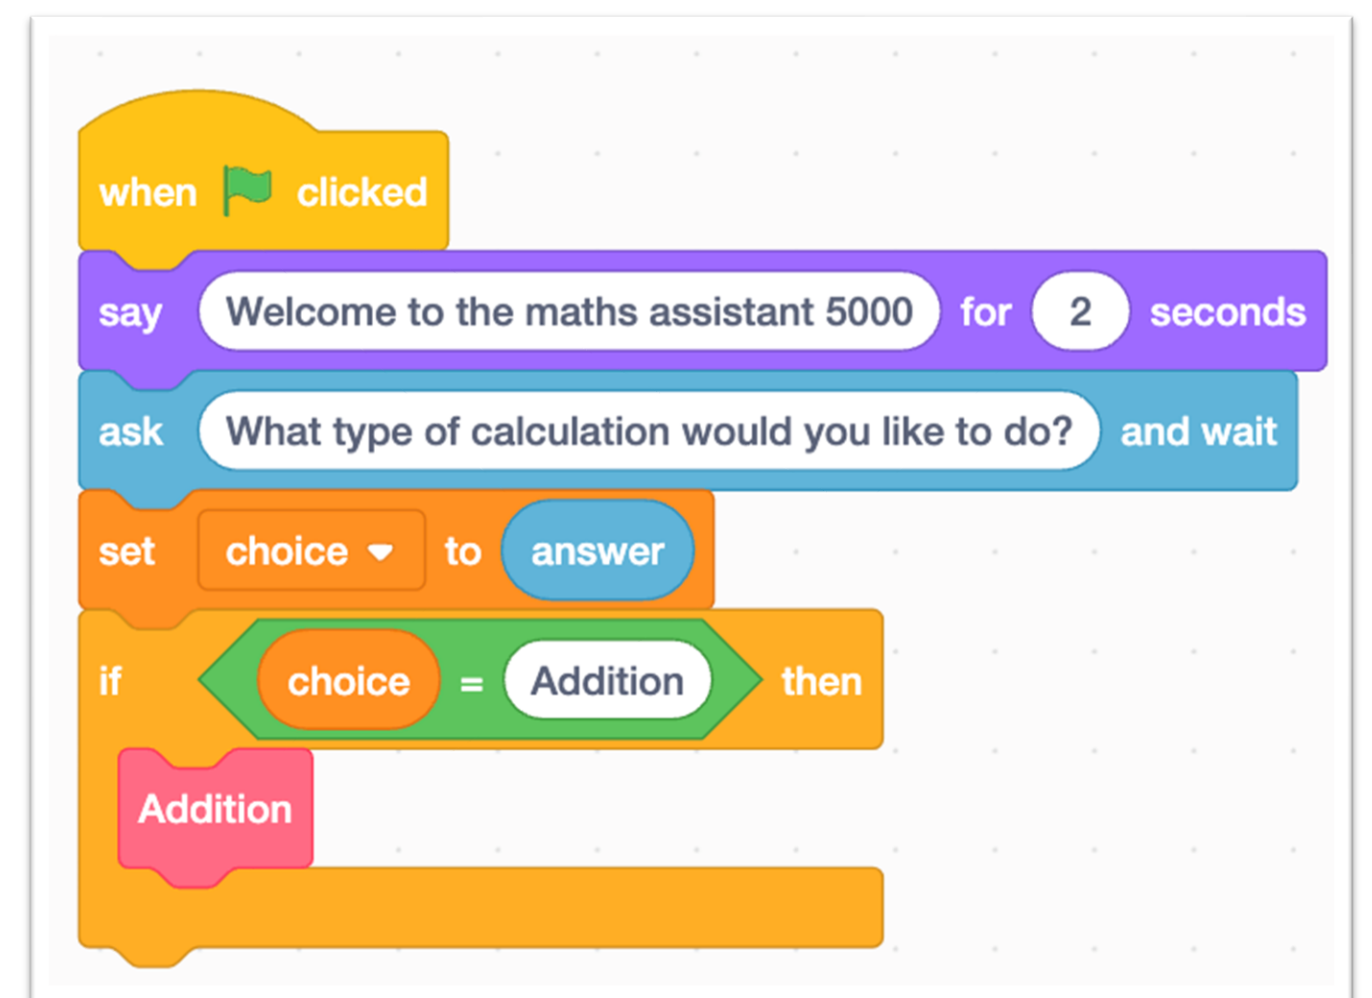 when clicked
say Welcome to the maths assistant 5000 for 2 seconds
ask What type of calculation would you like to do? and wait
set choice to answer
if choice = Addition then
Addition